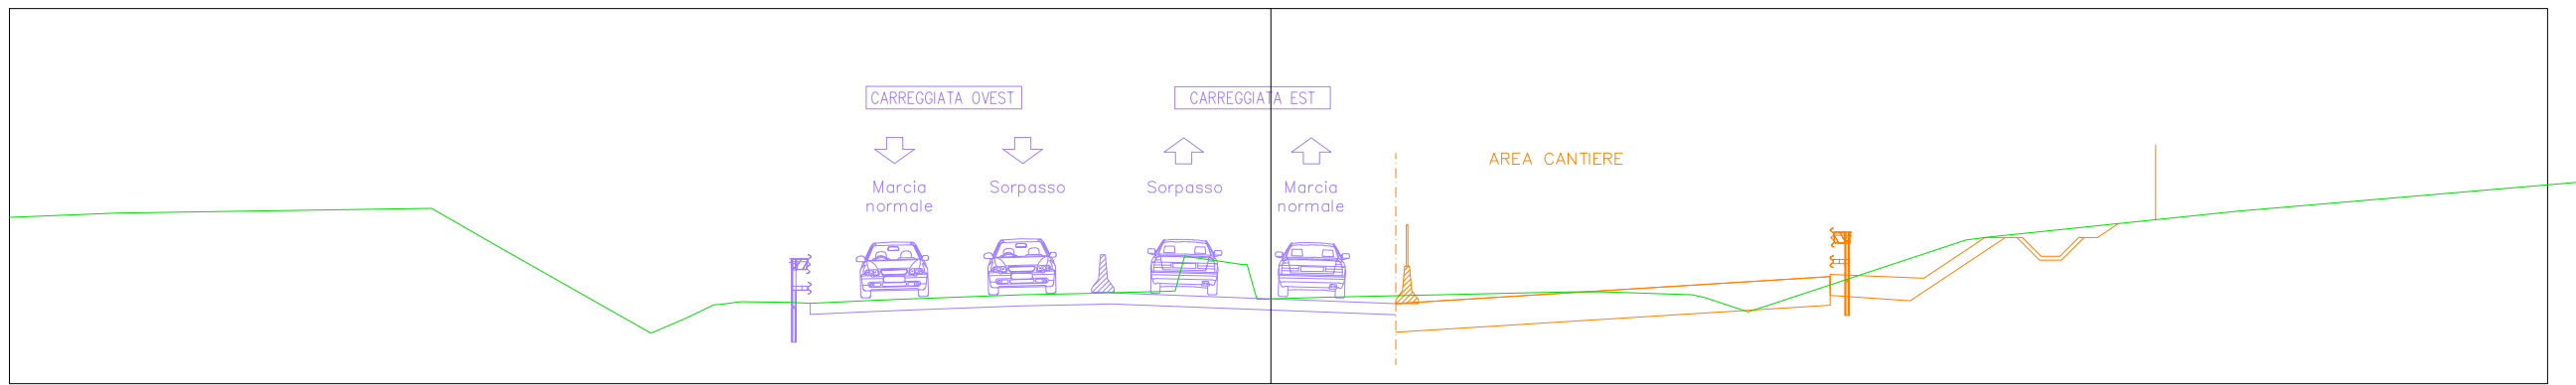 CARREGGIATA OVEST
CARREGGIATA EST
AREA CANTIERE
Marcia
normale
Sorpasso
Sorpasso
Marcia
normale